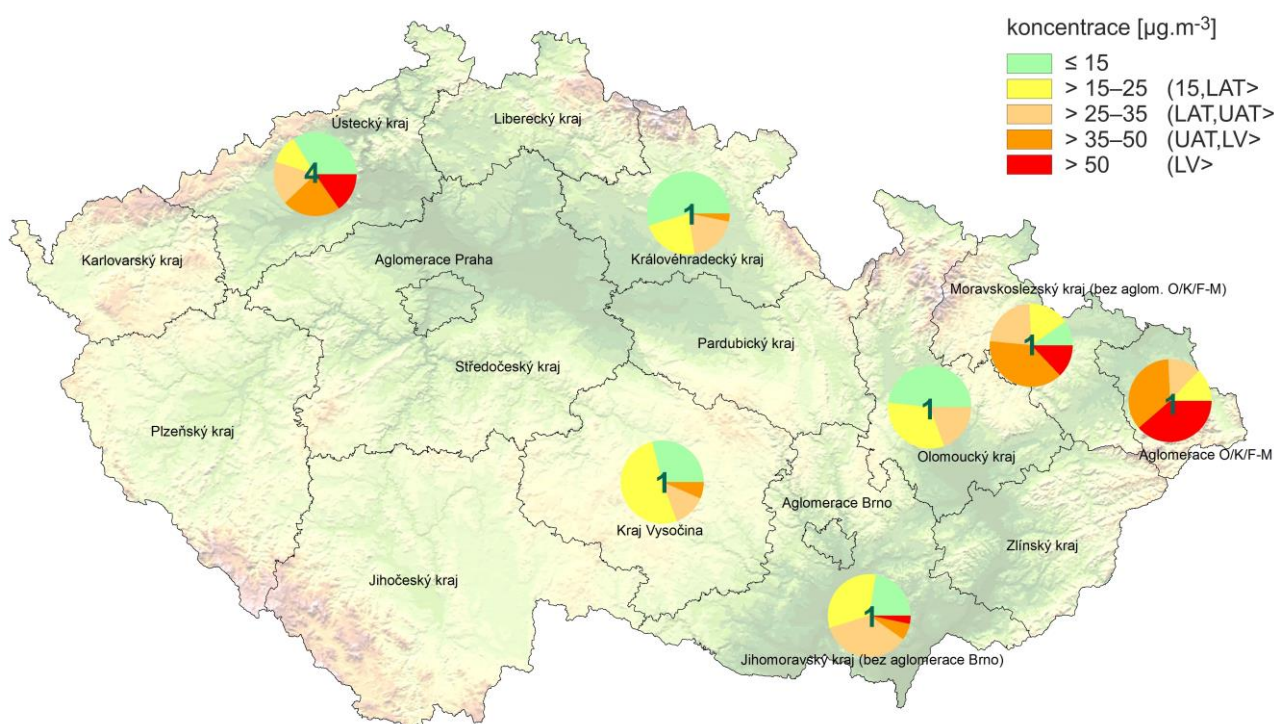 koncentrace [µg.m-3]
≤ 15
> 15–25 (15,LAT>
> 25–35 (LAT,UAT>
> 35–50 (UAT,LV>
> 50 (LV>
Ústecký kraj
Liberecký kraj
4
1
Karlovarský kraj
Aglomerace Praha
Královéhradecký kraj
Moravskoslezský kraj (bez aglom. O/K/F-M)
1
Pardubický kraj
Středočeský kraj
1
1
Plzeňský kraj
Olomoucký kraj
Aglomerace O/K/F-M
1
Aglomerace Brno
Kraj Vysočina
Zlínský kraj
Jihočeský kraj
1
Jihomoravský kraj (bez aglomerace Brno)